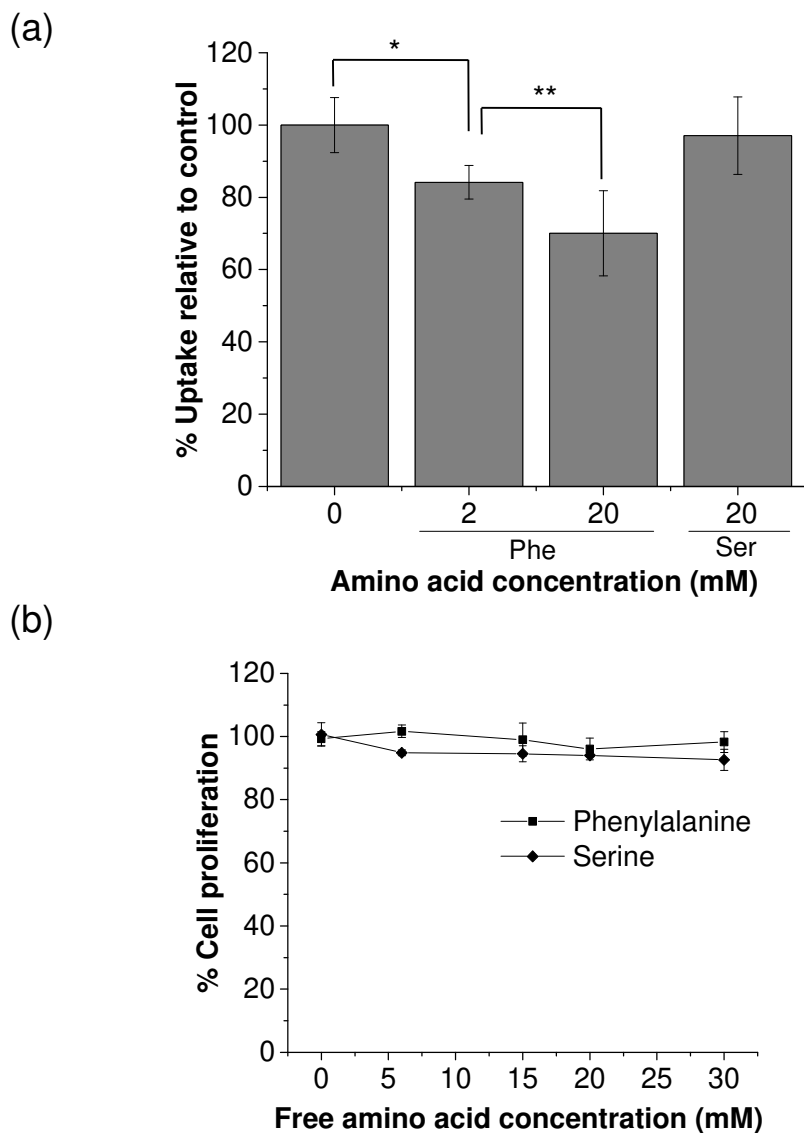 (a)
*
**
120
100
80
60
40
20
0
% Uptake relative to control
0 2 20 20
Phe Ser
Amino acid concentration (mM)
(b)
120
100
80
60
40
20
0
% Cell proliferation
Phenylalanine
Serine
0 5 10 15 20 25 30
Free amino acid concentration (mM)